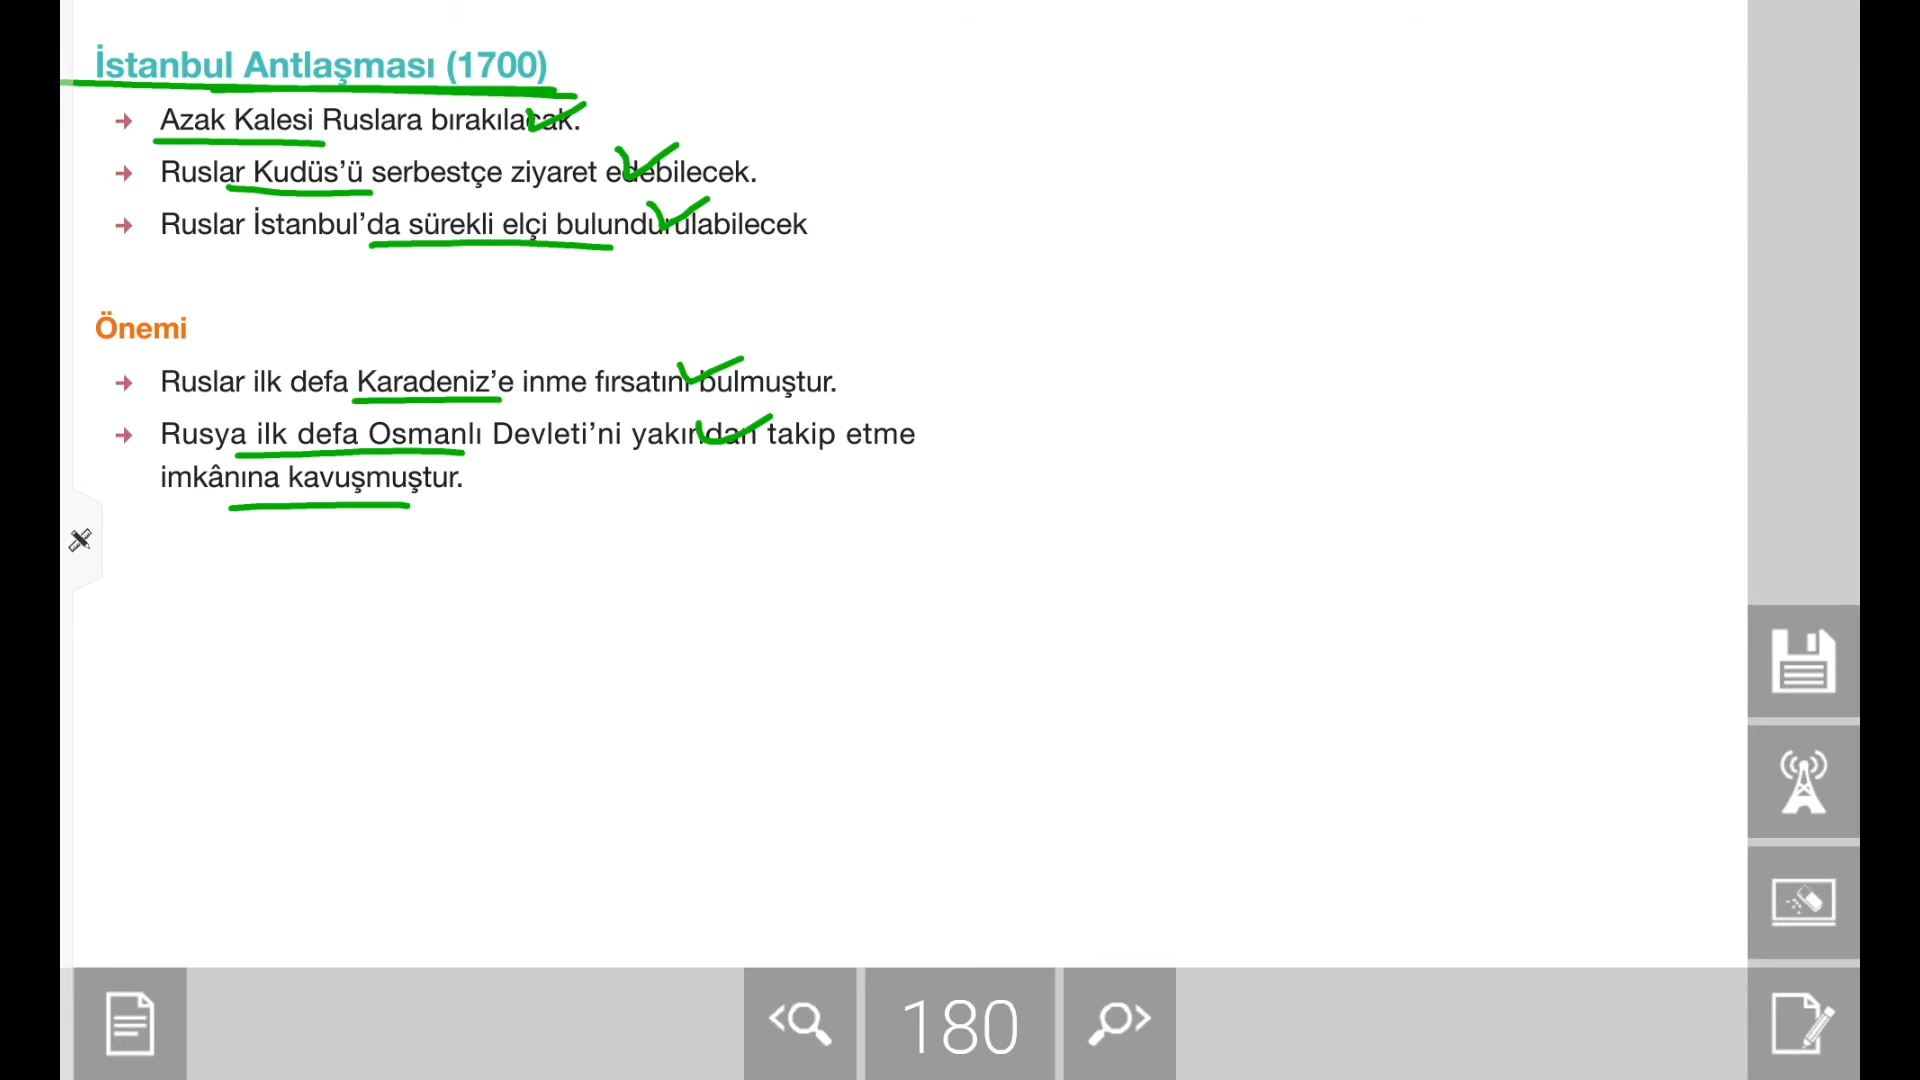 İstanbul Antlaşması (1700)
→ Azak Kalesi Ruslara bırakılacak.
→ Ruslar Kudüs’ü serbestçe ziyaret edebilecek.
→ Ruslar İstanbul’da sürekli elçi bulundurulabilecek
Önemi
→ Ruslar ilk defa Karadeniz’e inme fırsatını bulmuştur.
→ Rusya ilk defa Osmanlı Devleti’ni yakından takip etme
imkânına kavuşmuştur.
180